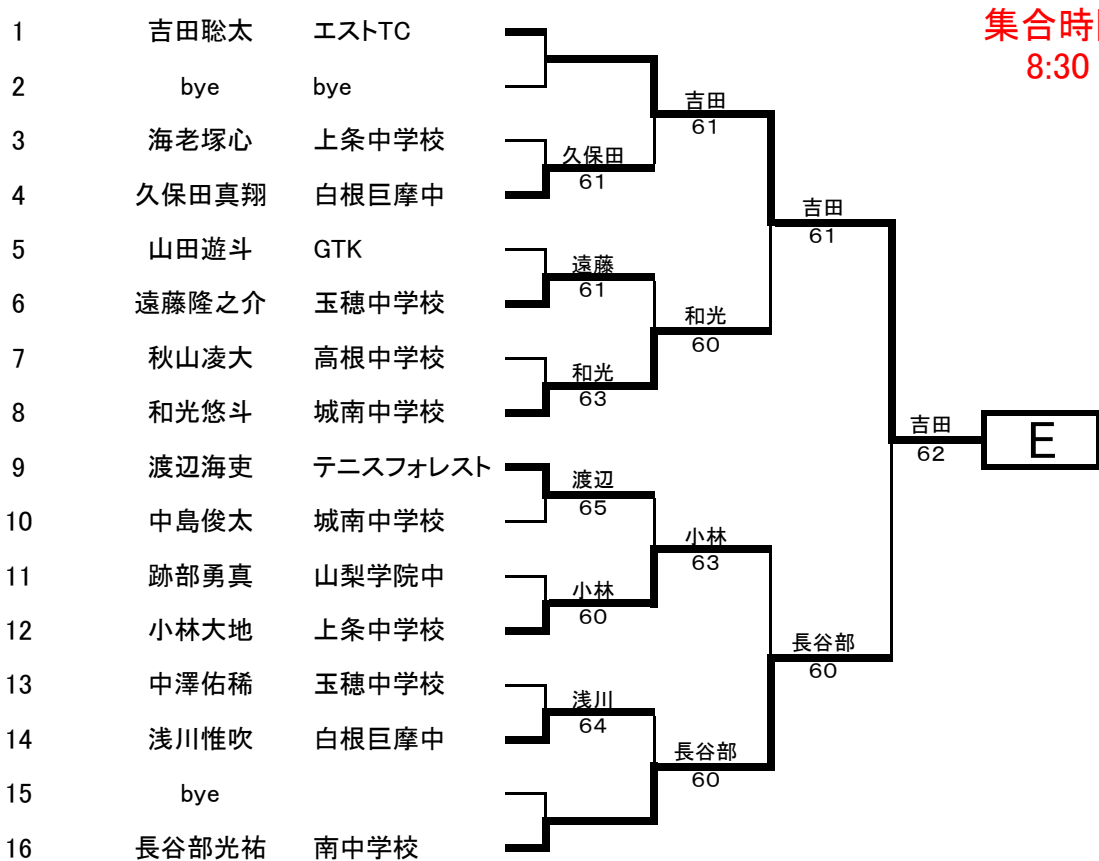 集合時
8:30
1 吉田聡太 エストTC
2 bye bye
吉田
61
3 海老塚心 上条中学校
久保田
61
4 久保田真翔 白根巨摩中
吉田
61
5 山田遊斗 GTK
遠藤
61
6 遠藤隆之介 玉穂中学校
和光
60
7 秋山凌大 高根中学校
和光
63
8 和光悠斗 城南中学校
吉田
62
E
9 渡辺海吏 テニスフォレスト
渡辺
65
10 中島俊太 城南中学校
小林
63
11 跡部勇真 山梨学院中
小林
60
12 小林大地 上条中学校
長谷部
60
13 中澤佑稀 玉穂中学校
浅川
64
14 浅川惟吹 白根巨摩中
長谷部
60
15 bye
16 長谷部光祐 南中学校